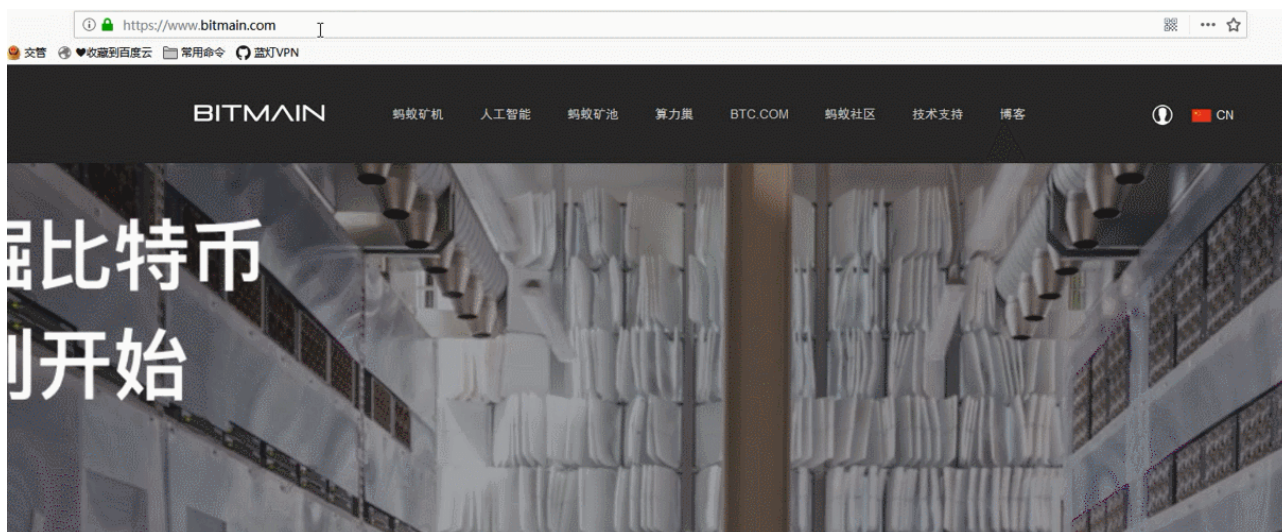 https://www.bitmain.com
交管 ♥收藏到百度云 常用命令 蓝灯VPN
BITMAIN 蚂蚁矿机 人工智能 蚂蚁矿池 算力巢 BTC.COM 蚂蚁社区 技术支持 博客 CN
掘比特币
开始